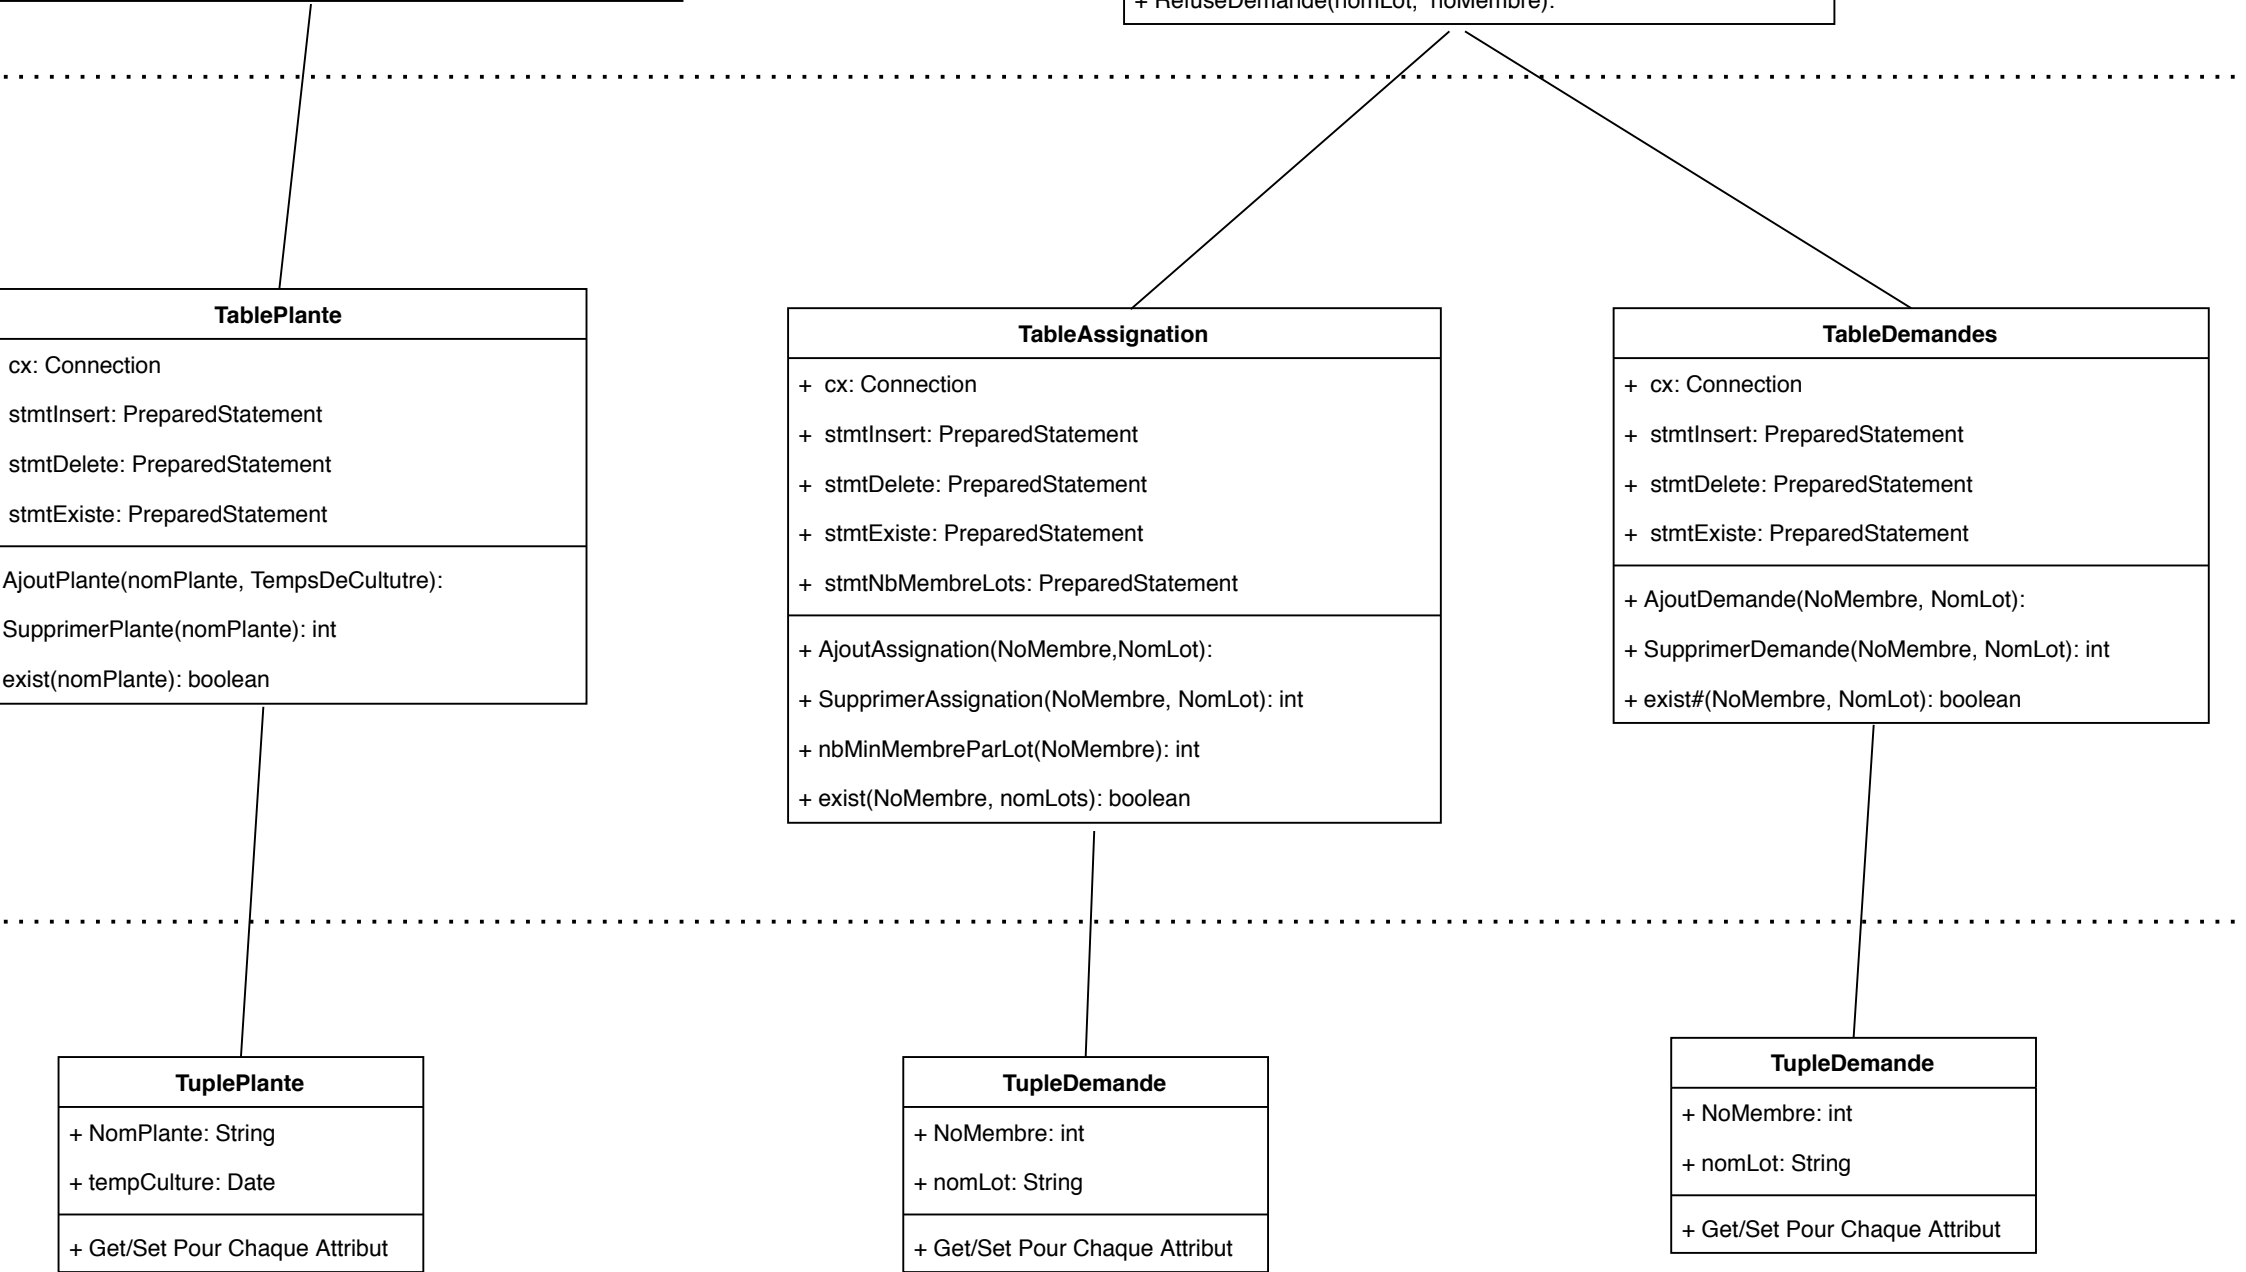 + RefuseDemande(nomLot, noMembre):
TablePlante
cx: Connection
stmtInsert: PreparedStatement
stmtDelete: PreparedStatement
stmtExiste: PreparedStatement
AjoutPlante(nomPlante, TempsDeCultutre):
SupprimerPlante(nomPlante): int
exist(nomPlante): boolean
TableAssignation
+ cx: Connection
+ stmtInsert: PreparedStatement
+ stmtDelete: PreparedStatement
+ stmtExiste: PreparedStatement
+ stmtNbMembreLots: PreparedStatement
+ AjoutAssignation(NoMembre,NomLot):
+ SupprimerAssignation(NoMembre, NomLot): int
+ nbMinMembreParLot(NoMembre): int
+ exist(NoMembre, nomLots): boolean
TableDemandes
+ cx: Connection
+ stmtInsert: PreparedStatement
+ stmtDelete: PreparedStatement
+ stmtExiste: PreparedStatement
+ AjoutDemande(NoMembre, NomLot):
+ SupprimerDemande(NoMembre, NomLot): int
+ exist#(NoMembre, NomLot): boolean
TuplePlante
+ NomPlante: String
+ tempCulture: Date
+ Get/Set Pour Chaque Attribut
TupleDemande
+ NoMembre: int
+ nomLot: String
+ Get/Set Pour Chaque Attribut
TupleDemande
+ NoMembre: int
+ nomLot: String
+ Get/Set Pour Chaque Attribut